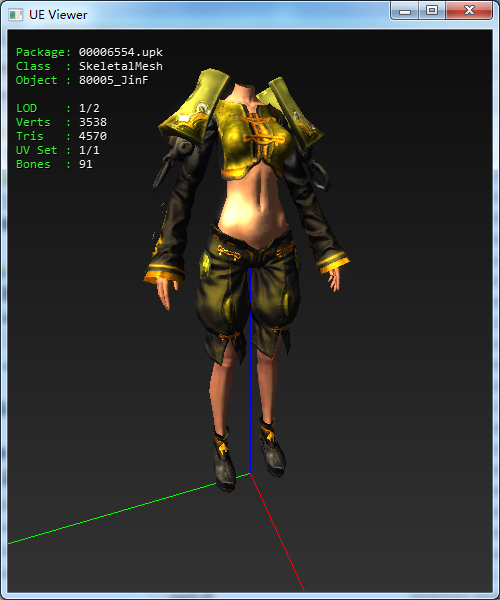 UE Viewer
Package: 00006554.upk
Class : SkeletalMesh
Object : 80005_JinF
LOD : 1/2
Verts : 3538
Tris : 4570
UV Set : 1/1
Bones : 91